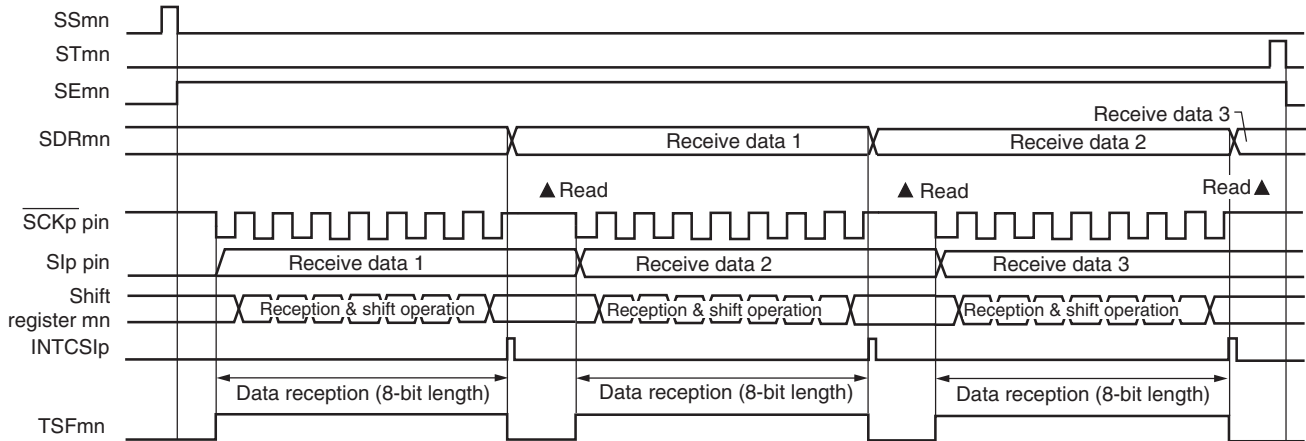 SSmn
STmn
SEmn
Receive data 3
SDRmn
Receive data 1
Receive data 2
▲ Read
▲ Read
Read ▲
SCKp pin
SIp pin
Receive data 1
Receive data 2
Receive data 3
Shift
register mn
Reception & shift operation
Reception & shift operation
Reception & shift operation
INTCSIp
Data reception (8-bit length)
Data reception (8-bit length)
Data reception (8-bit length)
TSFmn